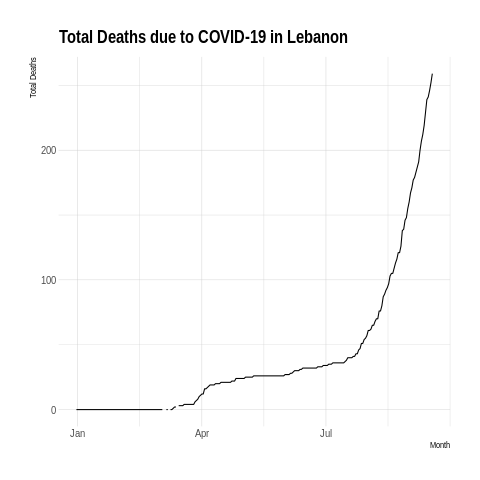 Total Deaths due to COVID-19 in Lebanon
Total Deaths
200
100
0
Jan Apr Jul
Month